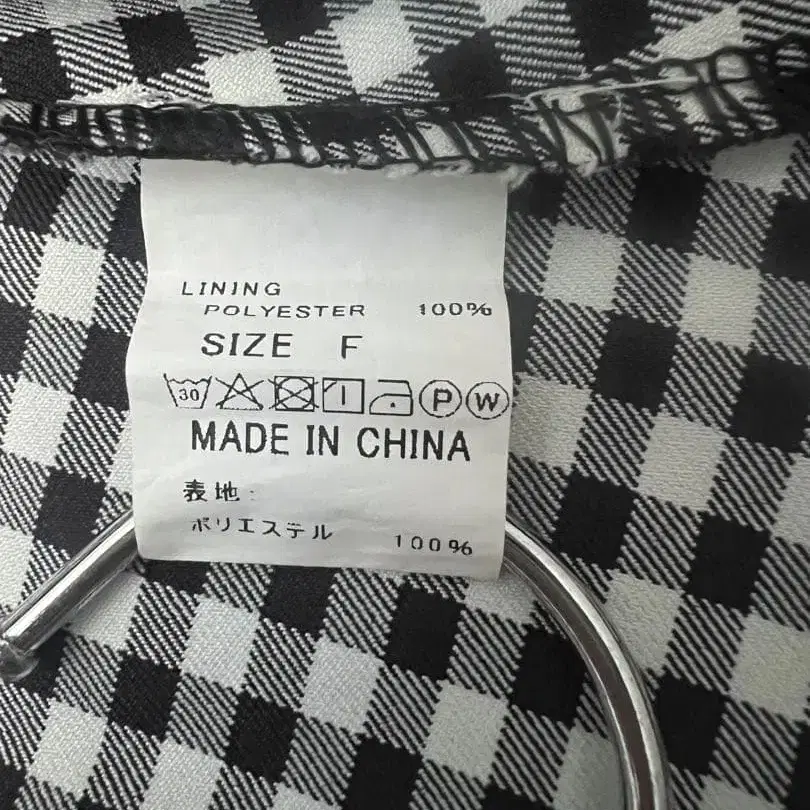 LINING
POLYESTER 100%
SIZE F
30 P W
MADE IN CHINA
表地:
ポリエステル 100%